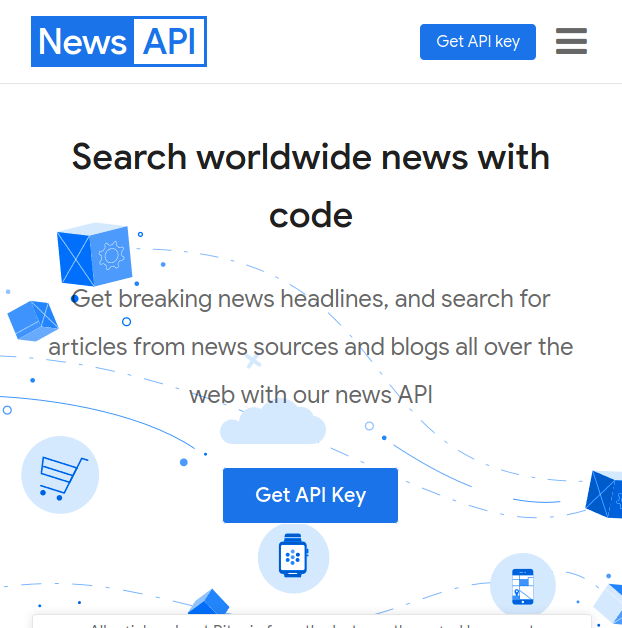 News API
Get API key
Search worldwide news with
code
Get breaking news headlines, and search for
articles from news sources and blogs all over the
web with our news API
Get API Key